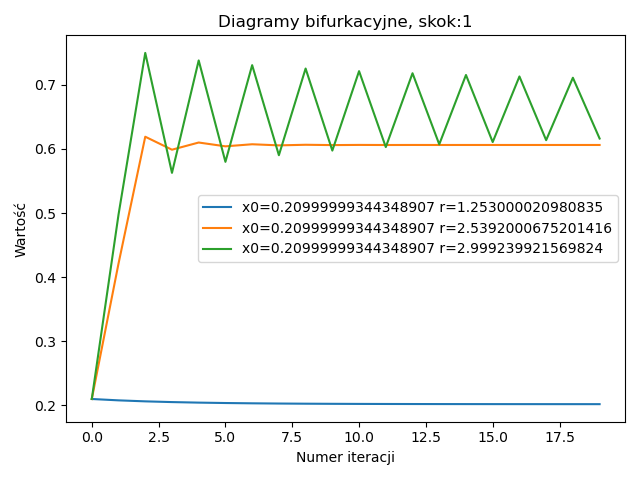 Diagramy bifurkacyjne, skok:1
Wartość
0.7
0.6
0.5
0.4
0.3
0.2
x0=0.20999999344348907 r=1.253000020980835
x0=0.20999999344348907 r=2.5392000675201416
x0=0.20999999344348907 r=2.999239921569824
0.0
2.5
5.0
7.5
10.0
12.5
15.0
17.5
Numer iteracji